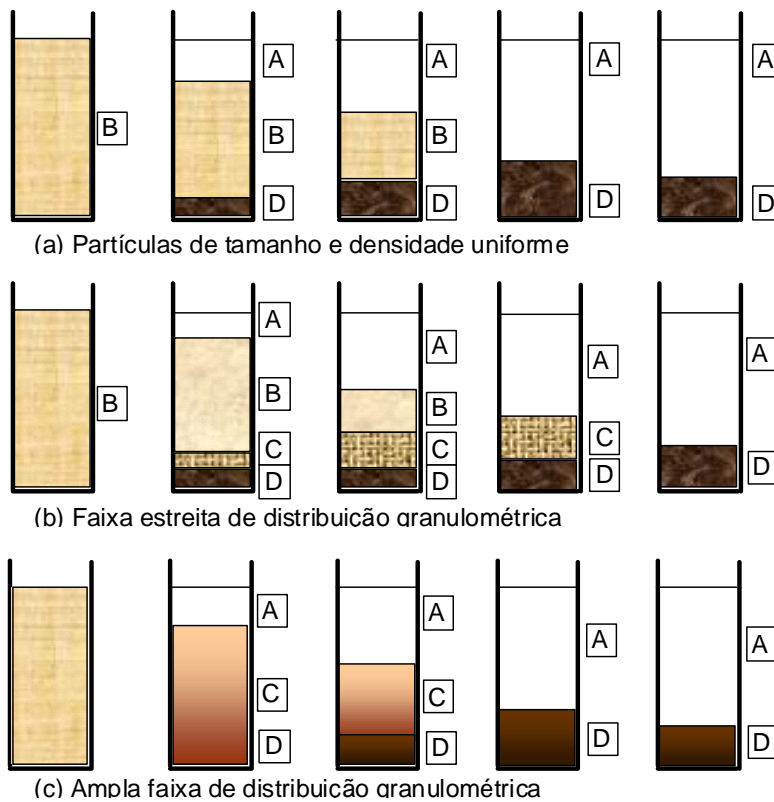 A
A
A
A
B
B
B
D
D
D
D
(a) Partículas de tamanho e densidade uniforme
A
A
A
A
B
B
B
C
C
C
D
D
D
D
(b) Faixa estreita de distribuição granulométrica
A
A
A
A
C
C
D
D
D
D
(c) Ampla faixa de distribuição granulométrica